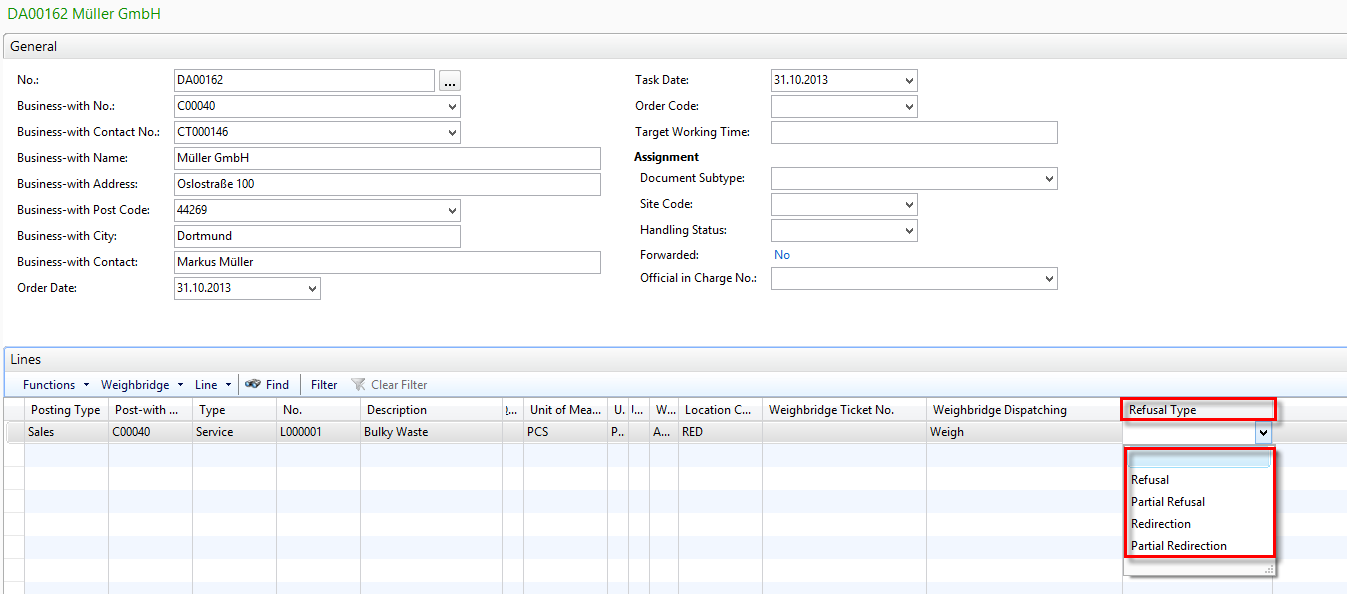 DA00162 Müller GmbH
General
No.: DA00162 ...
Business-with No.: C00040
Business-with Contact No.: CT000146
Business-with Name: Müller GmbH
Business-with Address: Oslostraße 100
Business-with Post Code: 44269
Business-with City: Dortmund
Business-with Contact: Markus Müller
Order Date: 31.10.2013
Task Date: 31.10.2013
Order Code:
Target Working Time:
Assignment
Document Subtype:
Site Code:
Handling Status:
Forwarded: No
Official in Charge No.:
Lines
Functions Weighbridge Line Find Filter Clear Filter
Posting Type Post-with ... Type No. Description ... Unit of Mea... U. ... W... Location C... Weighbridge Ticket No. Weighbridge Dispatching Refusal Type
Sales C00040 Service L000001 Bulky Waste PCS P.. A... RED Weigh
Refusal
Partial Refusal
Redirection
Partial Redirection